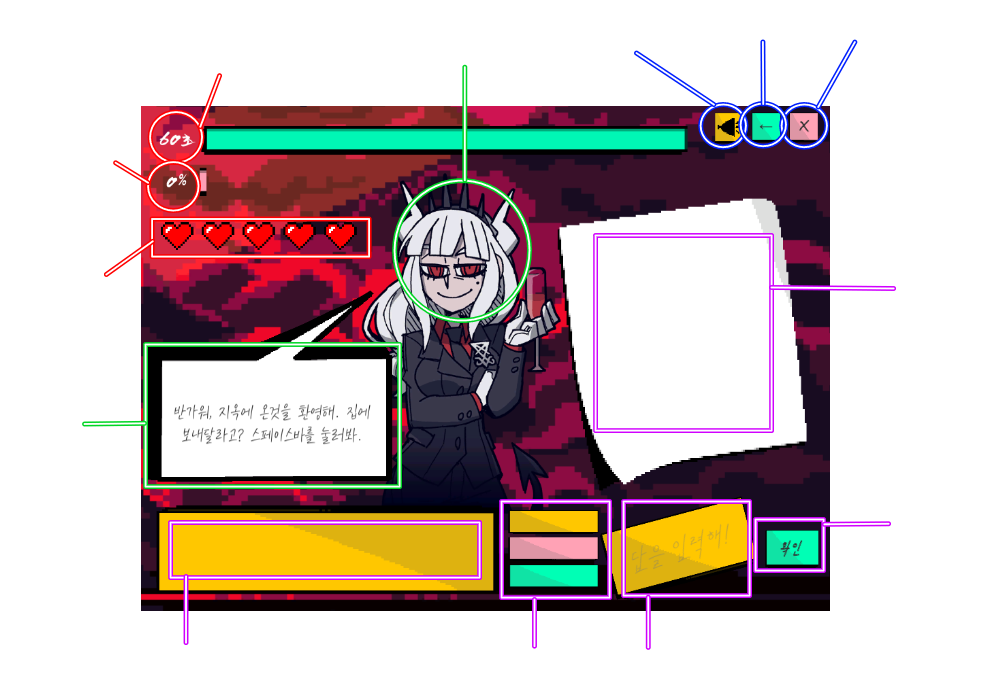 60초
← X
0%
반가워, 지옥에 온것을 환영해. 집에
보내달라고? 스페이스바를 눌러봐.
답을 입력해!
확인